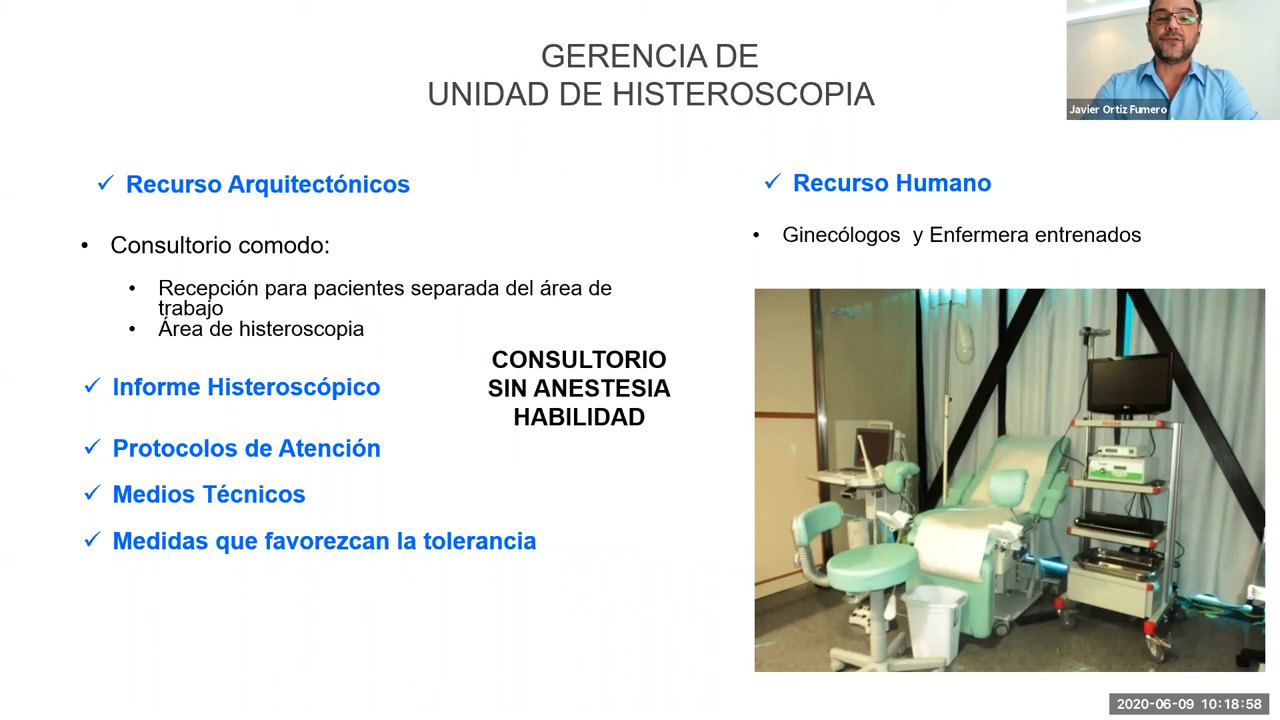 GERENCIA DE
UNIDAD DE HISTEROSCOPIA
Javier Ortiz Fumero
✓ Recurso Arquitectónicos
• Consultorio comodo:
• Recepción para pacientes separada del área de
trabajo
• Área de histeroscopia
CONSULTORIO
SIN ANESTESIA
HABILIDAD
✓ Informe Histeroscópico
✓ Protocolos de Atención
✓ Medios Técnicos
✓ Medidas que favorezcan la tolerancia
✓ Recurso Humano
• Ginecólogos y Enfermera entrenados
2020-06-09 10:18:58